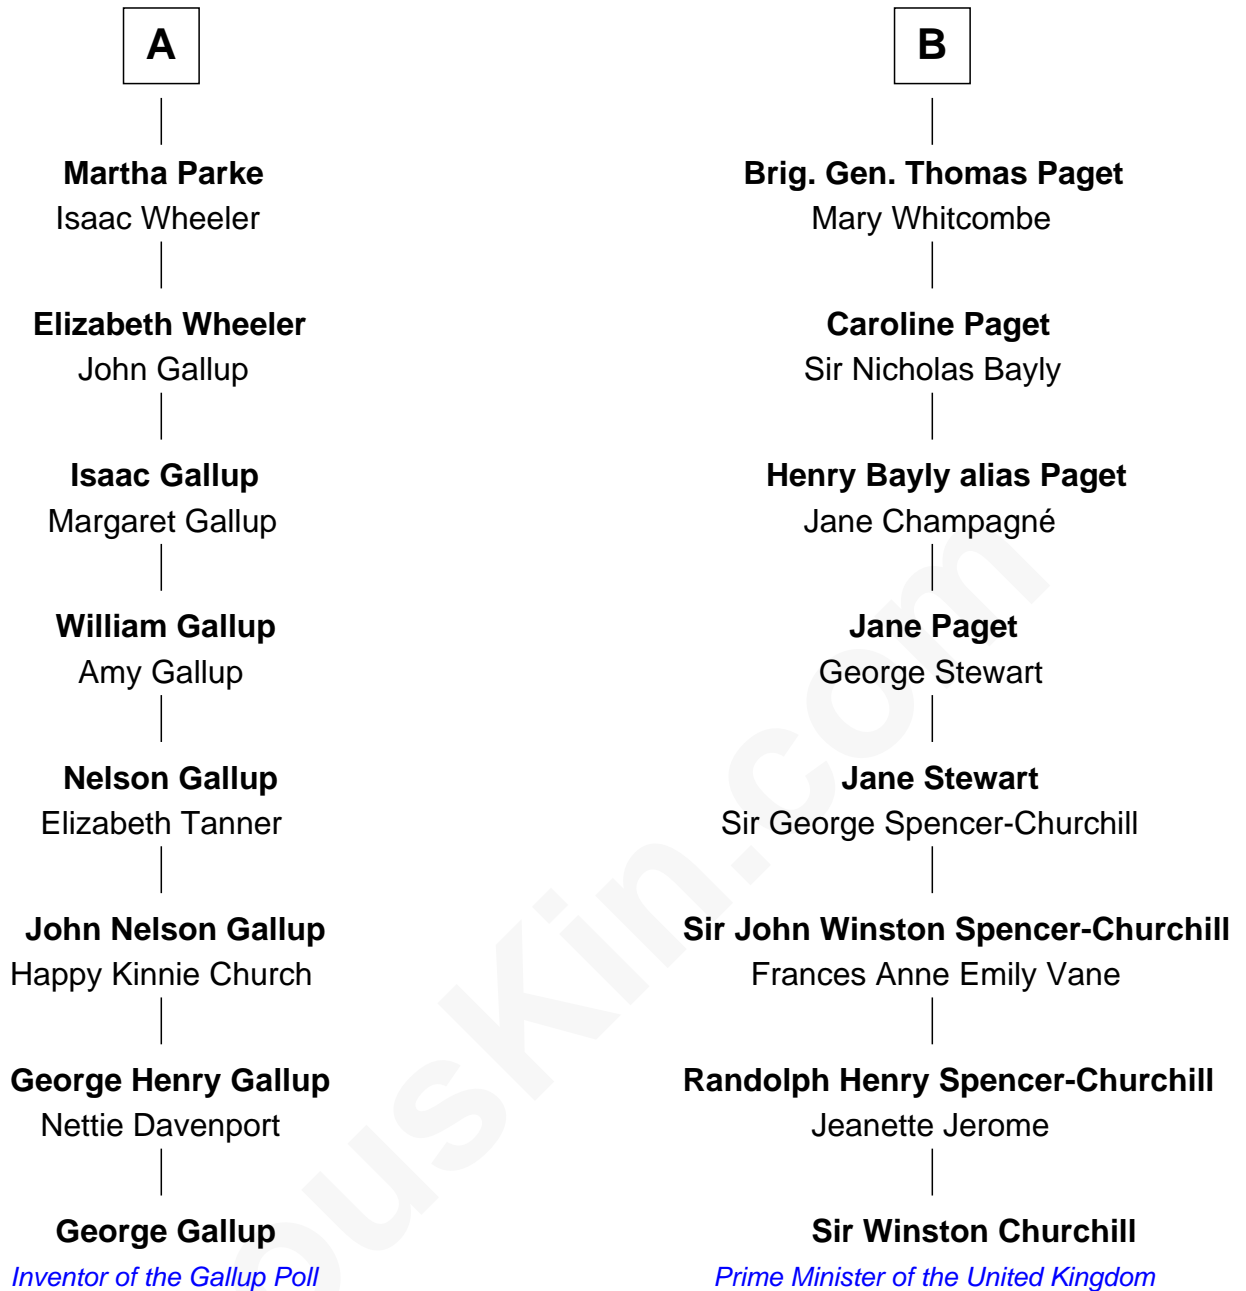 A
B
Martha Parke
Isaac Wheeler
Brig. Gen. Thomas Paget
Mary Whitcombe
Elizabeth Wheeler
John Gallup
Caroline Paget
Sir Nicholas Bayly
Isaac Gallup
Margaret Gallup
Henry Bayly alias Paget
Jane Champagné
William Gallup
Amy Gallup
Jane Paget
George Stewart
Nelson Gallup
Elizabeth Tanner
Jane Stewart
Sir George Spencer-Churchill
John Nelson Gallup
Happy Kinnie Church
Sir John Winston Spencer-Churchill
Frances Anne Emily Vane
George Henry Gallup
Nettie Davenport
Randolph Henry Spencer-Churchill
Jeanette Jerome
George Gallup
Inventor of the Gallup Poll
Sir Winston Churchill
Prime Minister of the United Kingdom
ousKin.com